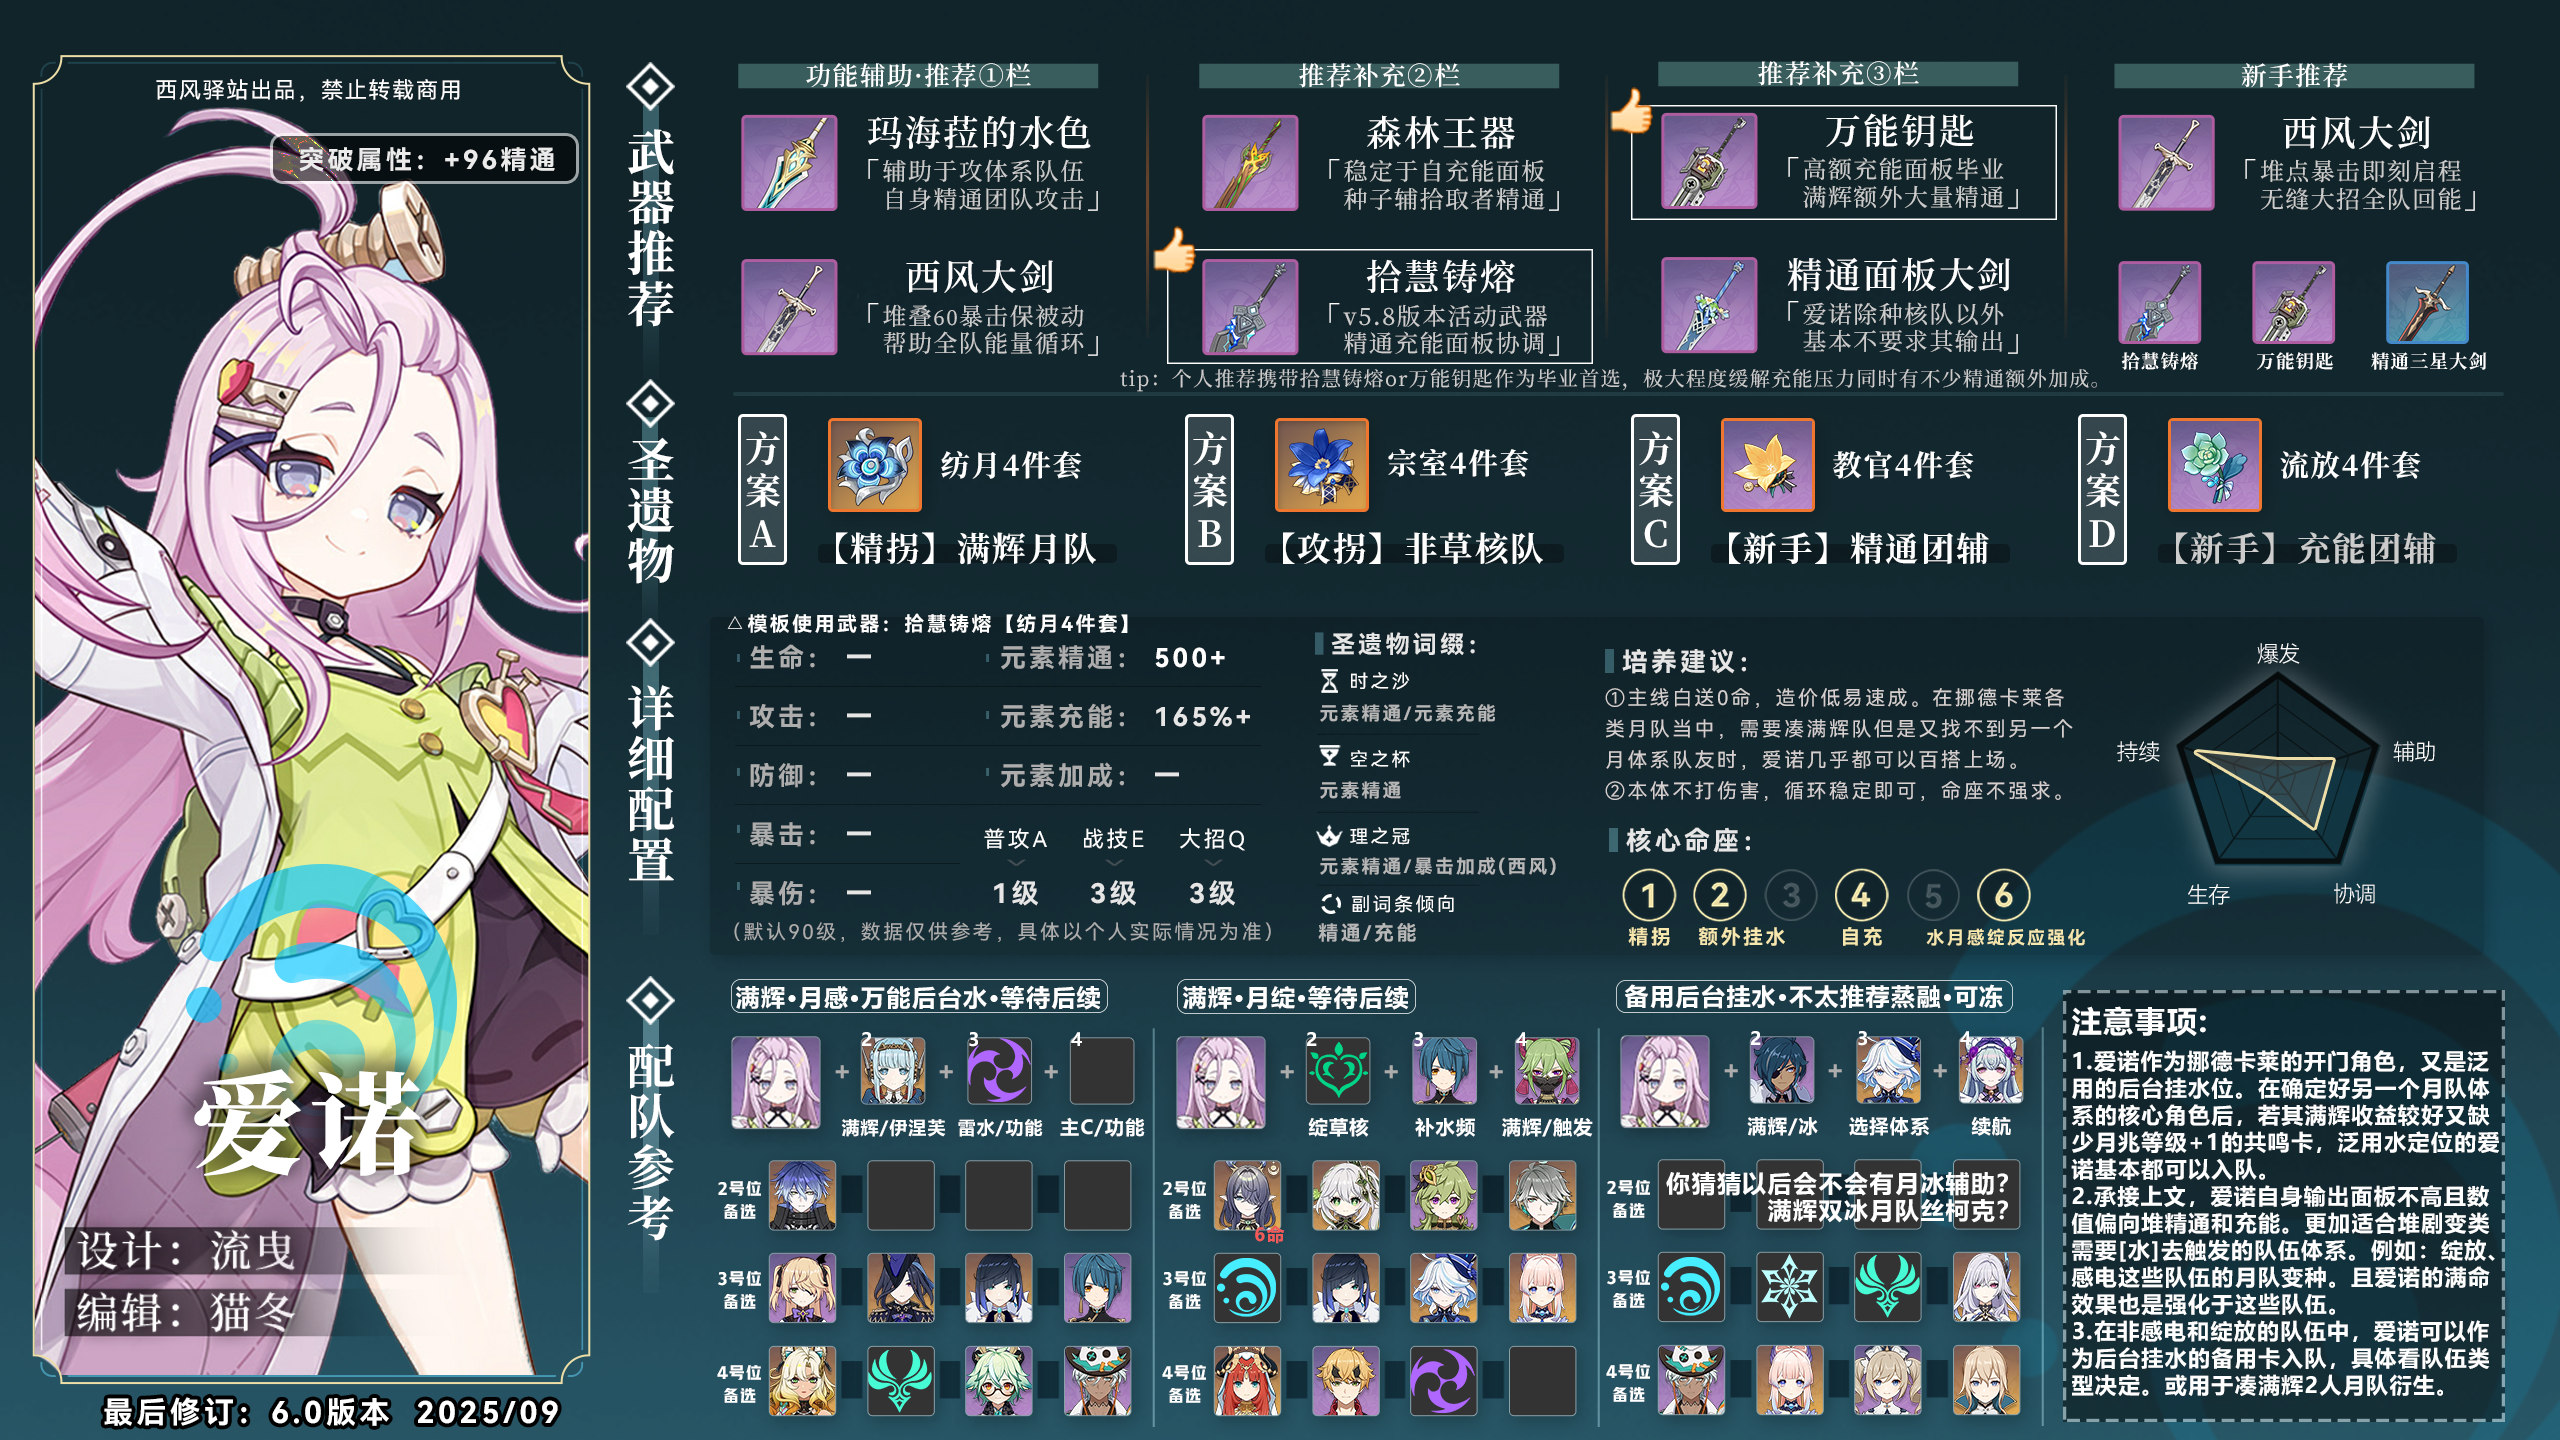 西风驿站出品，禁止转载商用
突破属性：+96精通
爱诺
设计：流曳
编辑：猫冬
最后修订：6.0版本 2025/09
武器推荐
功能辅助·推荐①栏
玛海菈的水色
「辅助于攻体系队伍
自身精通团队攻击」
西风大剑
「堆叠60暴击保被动
帮助全队能量循环」
推荐补充②栏
森林王器
「稳定于自充能面板
种子辅拾取者精通」
拾慧铸熔
「v5.8版本活动武器
精通充能面板协调」
推荐补充③栏
万能钥匙
「高额充能面板毕业
满辉额外大量精通」
精通面板大剑
「爱诺除种核队以外
基本不要求其输出」
新手推荐
西风大剑
「堆点暴击即刻启程
无缝大招全队回能」
拾慧铸熔
万能钥匙
精通三星大剑
tip：个人推荐携带拾慧铸熔or万能钥匙作为毕业首选，极大程度缓解充能压力同时有不少精通额外加成。
圣遗物
方案A
纺月4件套
【精拐】满辉月队
方案B
宗室4件套
【攻拐】非草核队
方案C
教官4件套
【新手】精通团辅
方案D
流放4件套
【新手】充能团辅
详细配置
△模板使用武器：拾慧铸熔【纺月4件套】
生命：一
元素精通：500+
攻击：一
元素充能：165%+
防御：一
元素加成：一
暴击：一
普攻A 战技E 大招Q
暴伤：一
1级 3级 3级
（默认90级，数据仅供参考，具体以个人实际情况为准）
圣遗物词缀：
时之沙
元素精通/元素充能
空之杯
元素精通
理之冠
元素精通/暴击加成(西风)
副词条倾向
精通/充能
培养建议：
①主线白送0命，造价低易速成。在挪德卡莱各
类月队当中，需要凑满辉队但是又找不到另一个
月体系队友时，爱诺几乎都可以百搭上场。
②本体不打伤害，循环稳定即可，命座不强求。
核心命座：
1 2 3 4 5 6
精拐 额外挂水 自充 水月感绽反应强化
爆发
持续
辅助
生存
协调
配队参考
满辉·月感·万能后台水·等待后续
+ 2 + 3 + 4
满辉/伊涅芙 雷水/功能 主C/功能
2号位
备选
3号位
备选
4号位
备选
满辉·月绽·等待后续
+ 2 + 3 + 4
绽草核 补水频 满辉/触发
2号位
备选
6命
3号位
备选
4号位
备选
备用后台挂水·不太推荐蒸融·可冻
+ 2 + 3 + 4
满辉/冰 选择体系 续航
2号位
备选
你猜猜以后会不会有月冰辅助？
满辉双冰月队丝柯克？
3号位
备选
4号位
备选
注意事项:
1.爱诺作为挪德卡莱的开门角色，又是泛
用的后台挂水位。在确定好另一个月队体
系的核心角色后，若其满辉收益较好又缺
少月兆等级+1的共鸣卡，泛用水定位的爱
诺基本都可以入队。
2.承接上文，爱诺自身输出面板不高且数
值偏向堆精通和充能。更加适合堆剧变类
需要[水]去触发的队伍体系。例如：绽放、
感电这些队伍的月队变种。且爱诺的满命
效果也是强化于这些队伍。
3.在非感电和绽放的队伍中，爱诺可以作
为后台挂水的备用卡入队，具体看队伍类
型决定。或用于凑满辉2人月队衍生。